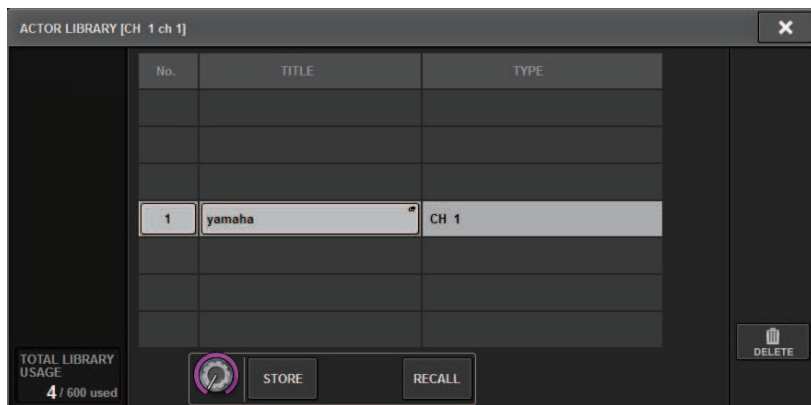 ACTOR LIBRARY [CH 1 ch 1]
No. TITLE TYPE
1 yamaha CH 1
DELETE
TOTAL LIBRARY
USAGE
4 / 600 used
STORE RECALL